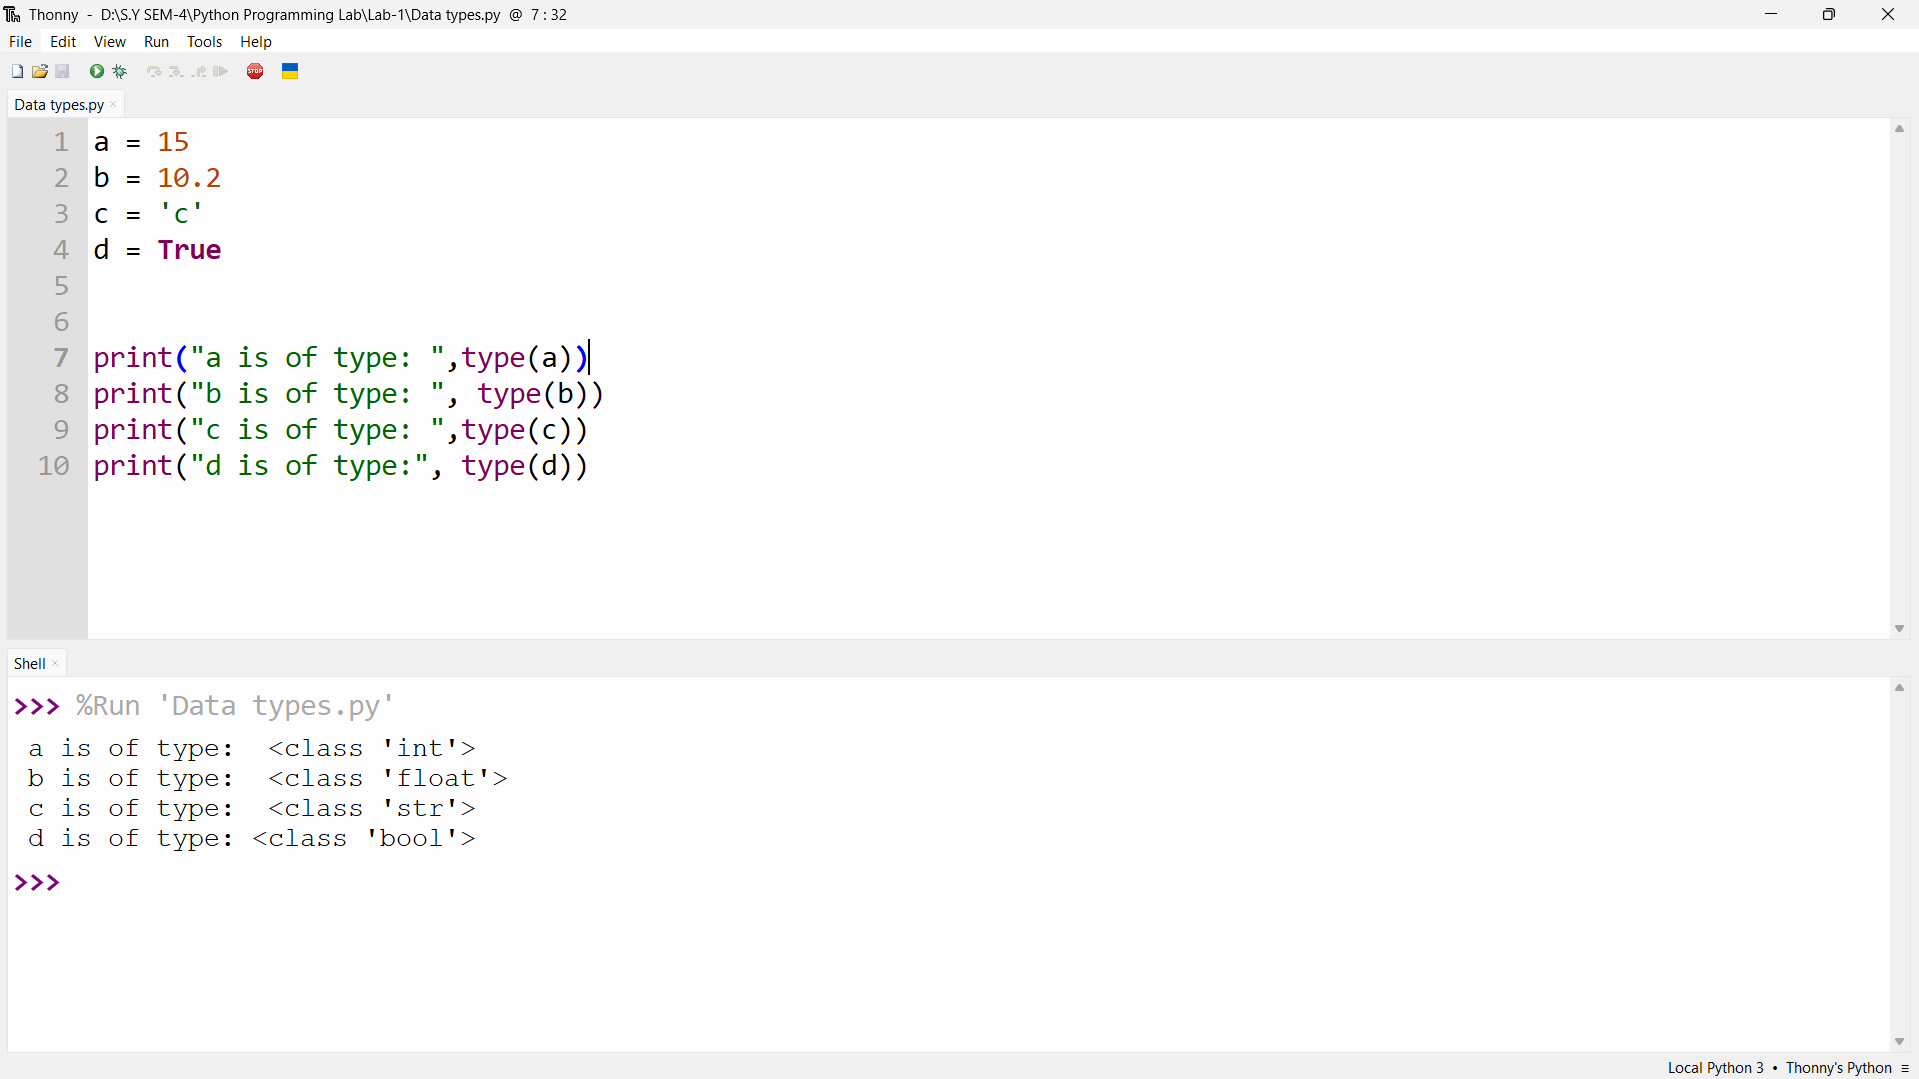 Thonny - D:\S.Y SEM-4\Python Programming Lab\Lab-1\Data types.py @ 7 : 32
File Edit View Run Tools Help
STOP
Data types.py ×
1 a = 15
2 b = 10.2
3 c = 'c'
4 d = True
5
6
7 print("a is of type: ",type(a))
8 print("b is of type: ", type(b))
9 print("c is of type: ",type(c))
10 print("d is of type:", type(d))
Shell ×
>>> %Run 'Data types.py'
a is of type:  <class 'int'>
b is of type:  <class 'float'>
c is of type:  <class 'str'>
d is of type: <class 'bool'>
>>>
Local Python 3 • Thonny's Python ≡